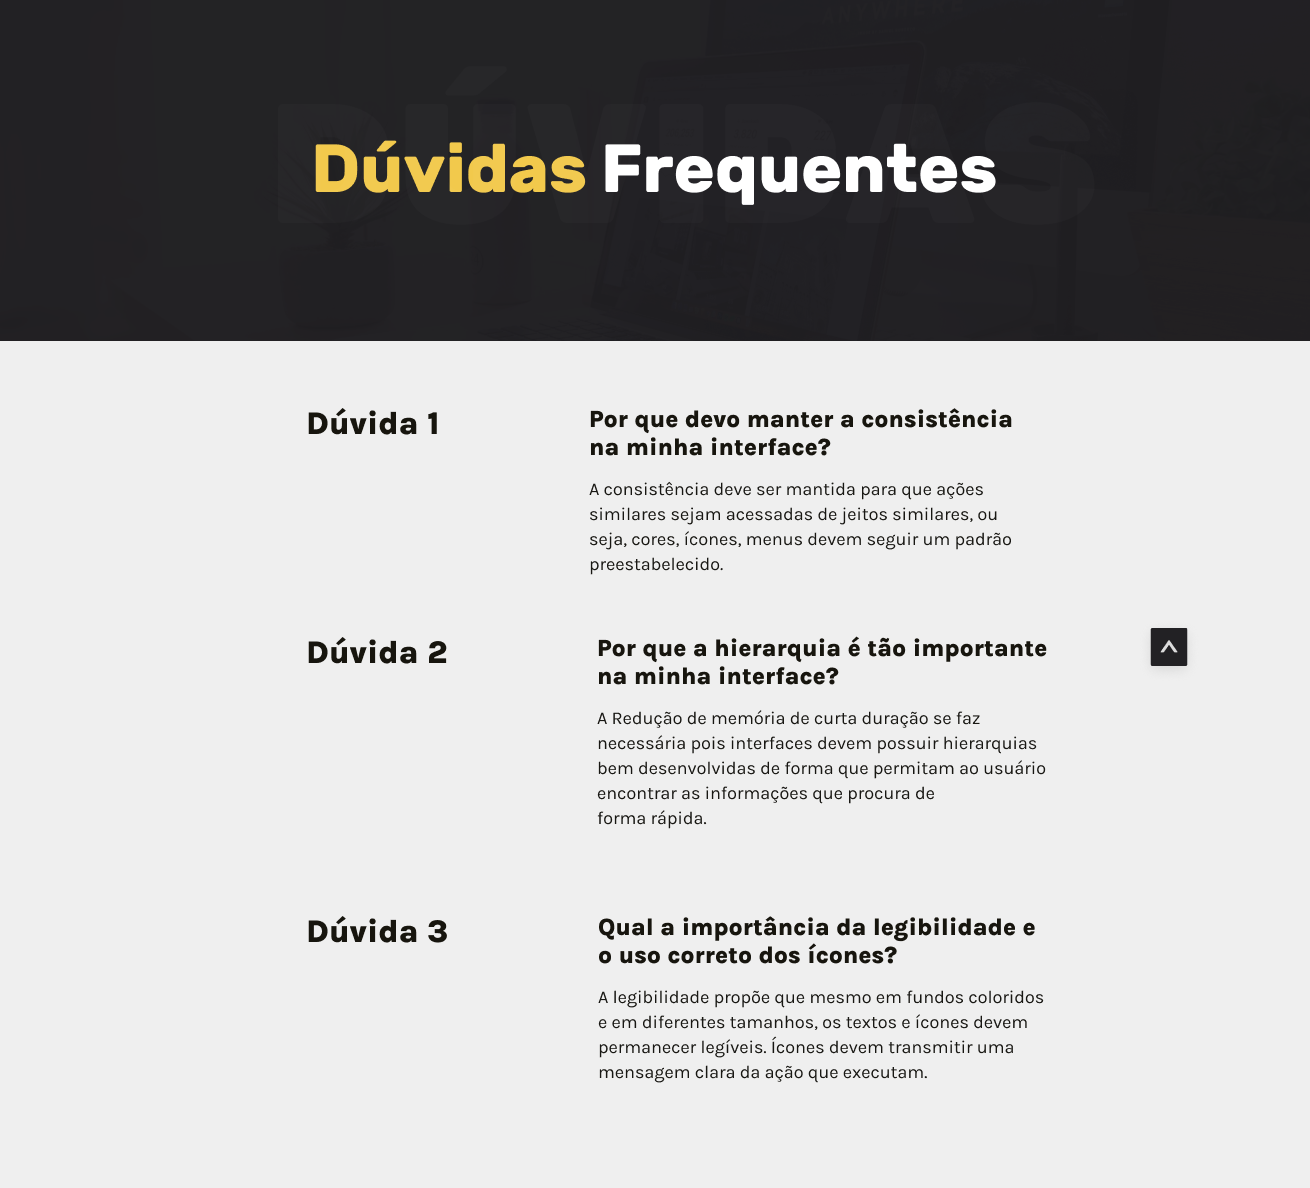 ANYWHERE
DÚVIDAS
Dúvidas Frequentes
Dúvida 1
Por que devo manter a consistência
na minha interface?
A consistência deve ser mantida para que ações
similares sejam acessadas de jeitos similares, ou
seja, cores, ícones, menus devem seguir um padrão
preestabelecido.
Dúvida 2
Por que a hierarquia é tão importante
na minha interface?
A Redução de memória de curta duração se faz
necessária pois interfaces devem possuir hierarquias
bem desenvolvidas de forma que permitam ao usuário
encontrar as informações que procura de
forma rápida.
Dúvida 3
Qual a importância da legibilidade e
o uso correto dos ícones?
A legibilidade propõe que mesmo em fundos coloridos
e em diferentes tamanhos, os textos e ícones devem
permanecer legíveis. Ícones devem transmitir uma
mensagem clara da ação que executam.